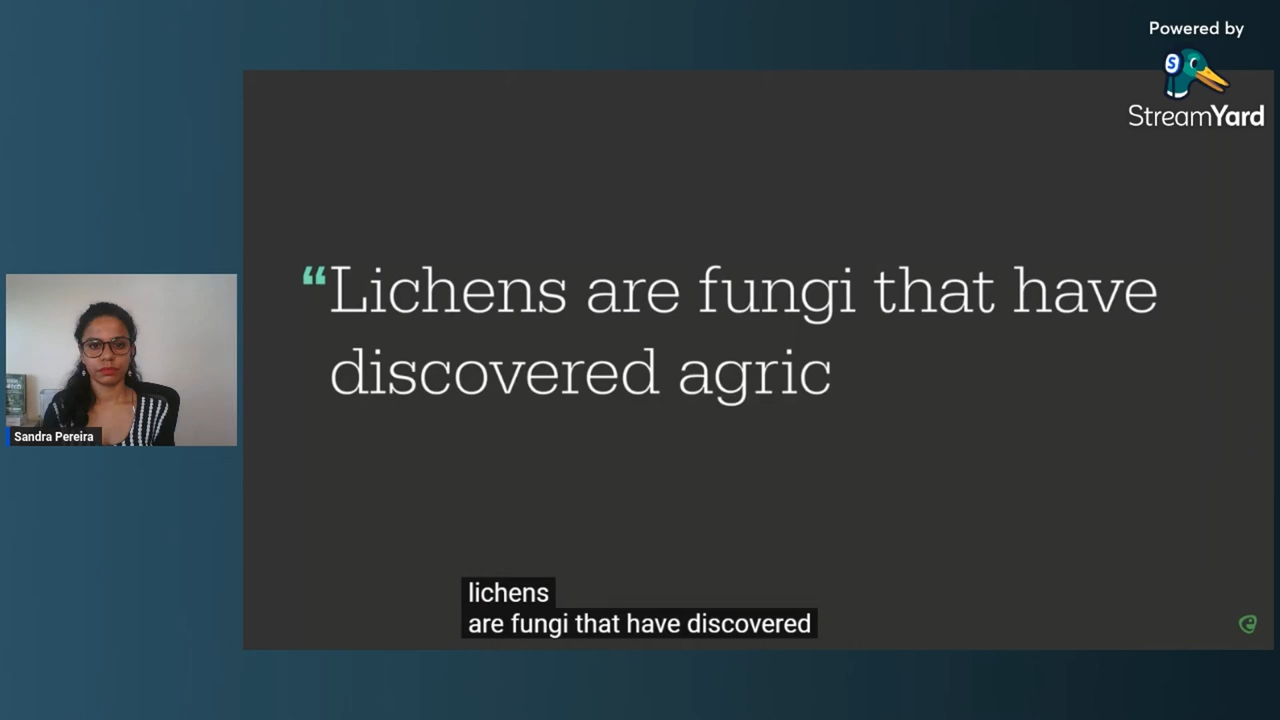 Powered by
StreamYard
“Lichens are fungi that have
discovered agric
Sandra Pereira
lichens
are fungi that have discovered